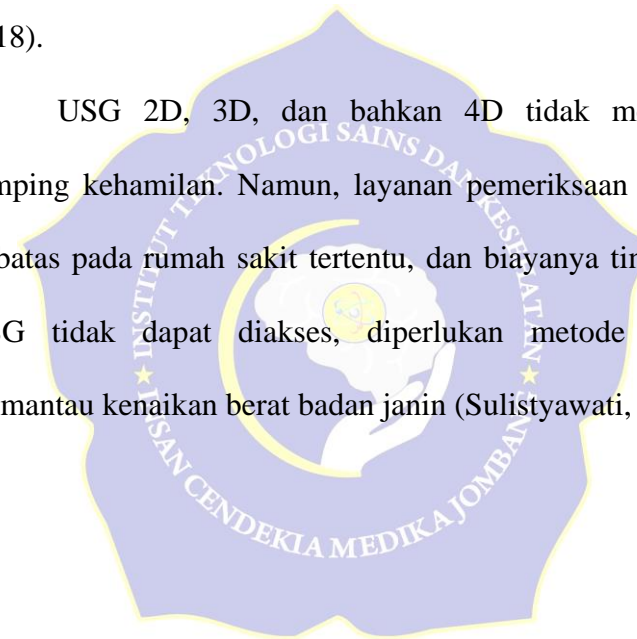 18).
USG 2D, 3D, dan bahkan 4D tidak m
mping kehamilan. Namun, layanan pemeriksaan
batas pada rumah sakit tertentu, dan biayanya
G tidak dapat diakses, diperlukan metode
mantau kenaikan berat badan janin (Sulistyawati,
INSTITUT TEKNOLOGI SAINS DAN KESEHATAN
INSAN CENDEKIA MEDIKA JOMBANG